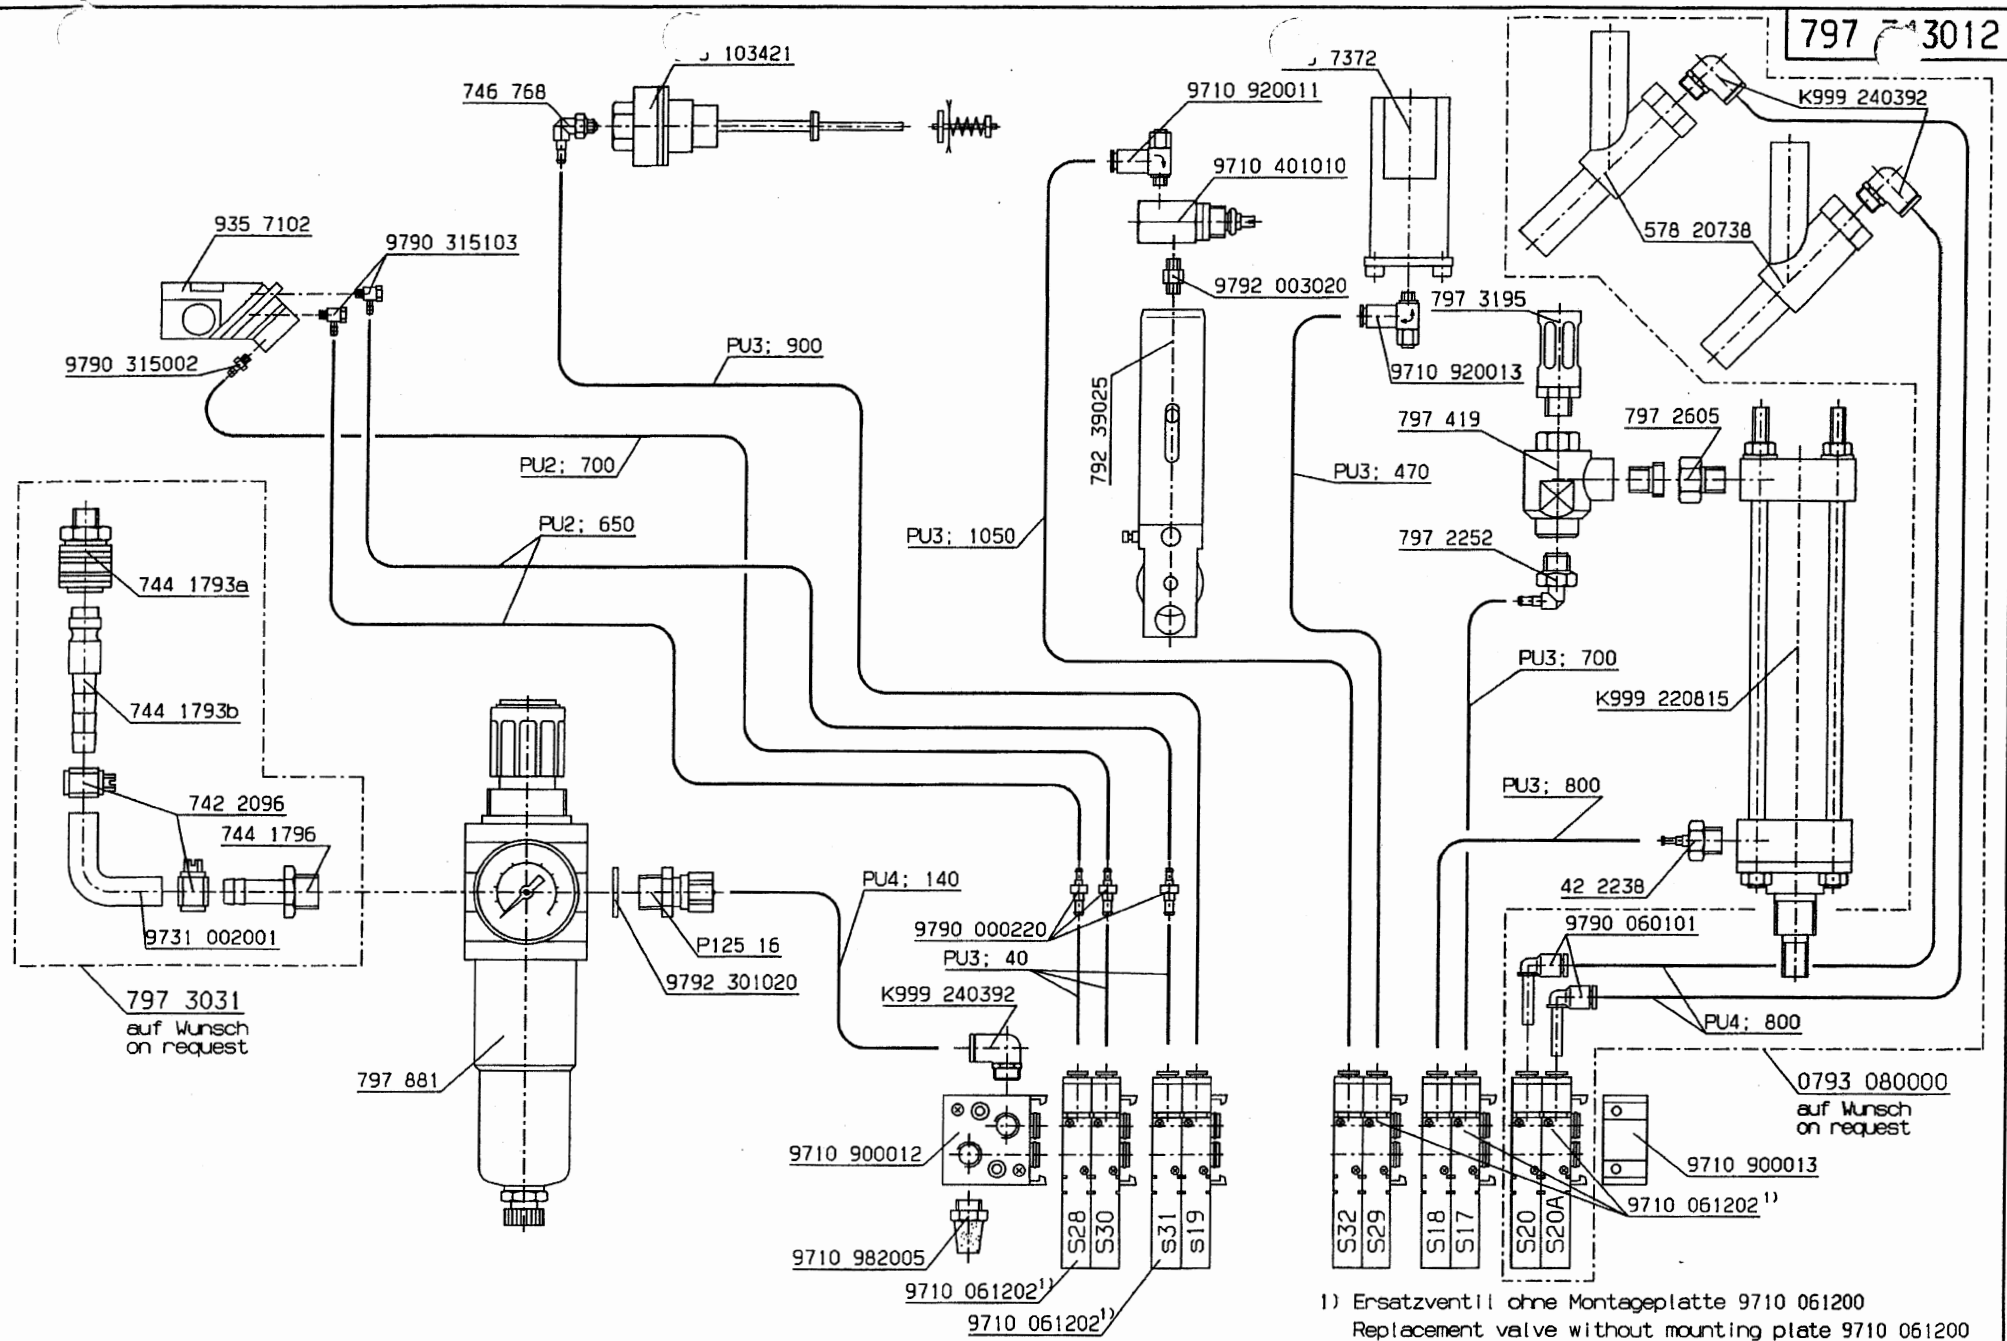 797 3012
103421
7372
746 768
9710 920011
K999 240392
9710 401010
935 7102
9790 315103
578 20738
9792 003020
797 3195
9790 315002
PU3; 900
9710 920013
792 39025
797 419
797 2605
PU2; 700
PU3; 470
PU2; 650
PU3; 1050
797 2252
744 1793a
PU3; 700
744 1793b
K999 220815
PU3; 800
742 2096
744 1796
PU4; 140
42 2238
9731 002001
P125 16
9790 000220
9790 060101
PU3; 40
9792 301020
K999 240392
797 3031
auf Wunsch
on request
PU4; 800
797 881
0793 080000
auf Wunsch
on request
9710 900012
9710 900013
9710 061202 1)
S28
S30
S31
S19
S32
S29
S18
S17
S20
S20A
9710 982005
9710 061202 1)
9710 061202 1)
1) Ersatzventil ohne Montageplatte 9710 061200
Replacement valve without mounting plate 9710 061200